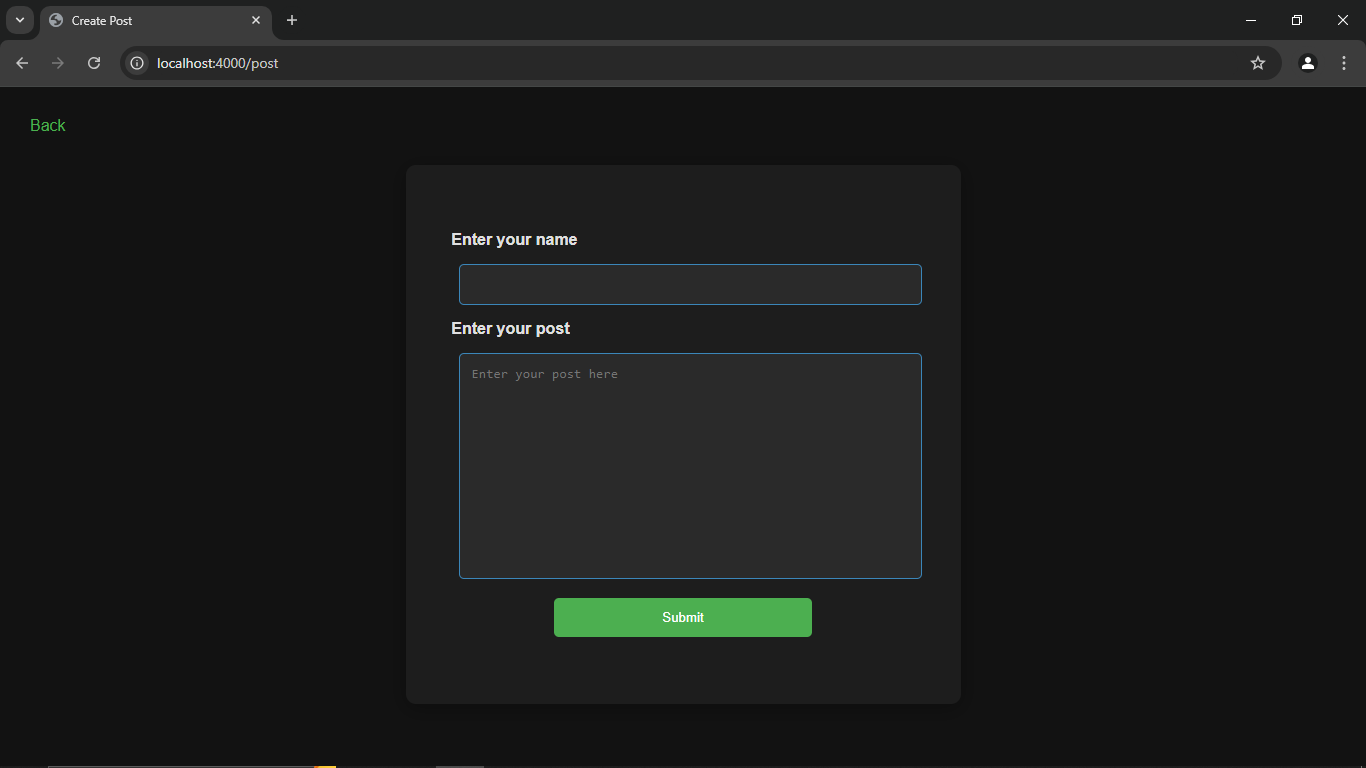 Create Post
localhost:4000/post
Back
Enter your name
Enter your post
Enter your post here
Submit